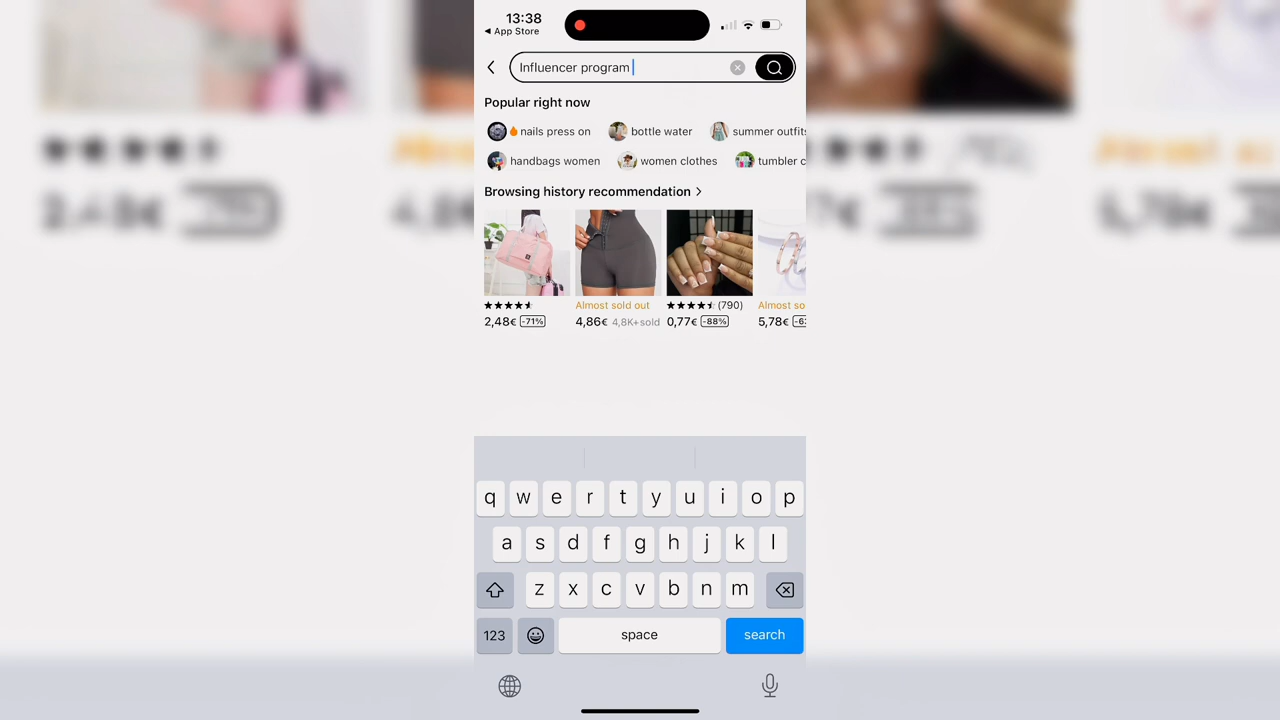 13:38
◀ App Store
Influencer program
Popular right now
🔥 nails press on
bottle water
summer outfits
handbags women
women clothes
tumbler c
Browsing history recommendation >
★★★★⯨
Almost sold out
★★★★⯨ (790)
Almost so
2,48€ -71%
4,86€ 4,8K+sold
0,77€ -88%
5,78€ -63
q w e r t y u i o p
a s d f g h j k l
z x c v b n m
123
space
search